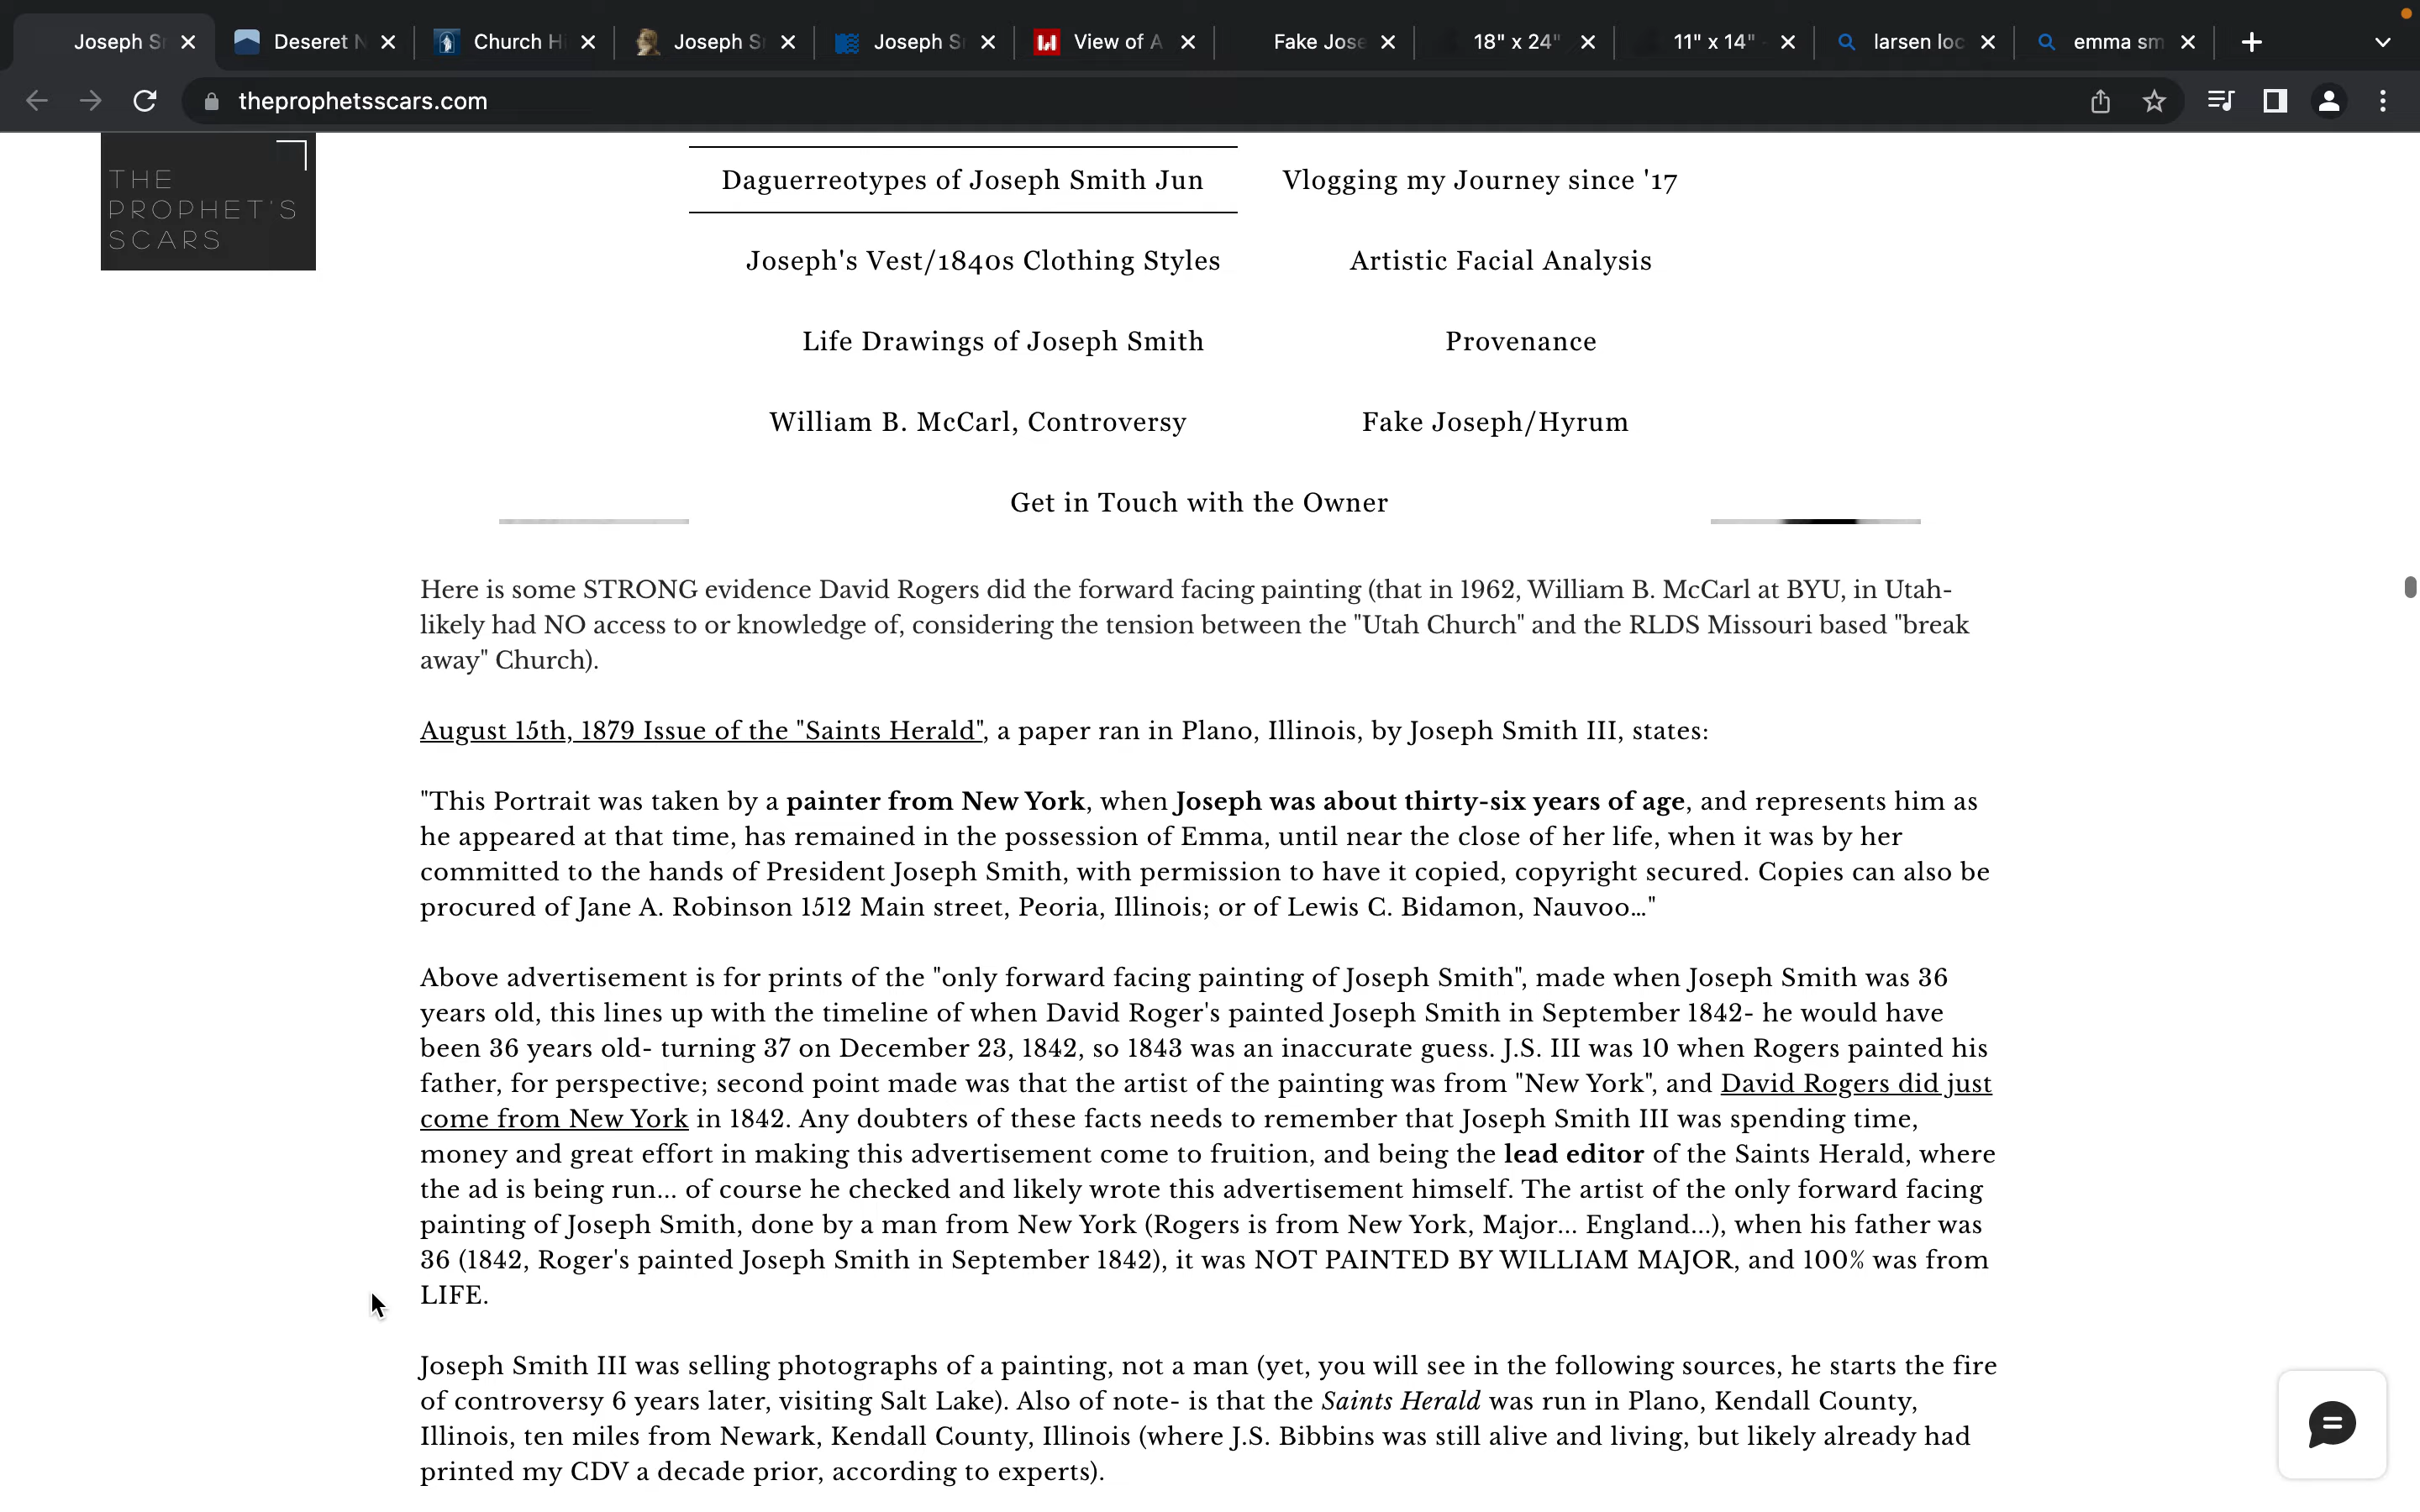 Joseph S
Deseret N
Church Hi
Joseph S
Joseph S
View of A
Fake Jose
18" x 24"
11" x 14"
larsen loc
emma sm
theprophetsscars.com
THE
PROPHET'S
SCARS
Daguerreotypes of Joseph Smith Jun
Vlogging my Journey since '17
Joseph's Vest/1840s Clothing Styles
Artistic Facial Analysis
Life Drawings of Joseph Smith
Provenance
William B. McCarl, Controversy
Fake Joseph/Hyrum
Get in Touch with the Owner
Here is some STRONG evidence David Rogers did the forward facing painting (that in 1962, William B. McCarl at BYU, in Utah-
likely had NO access to or knowledge of, considering the tension between the "Utah Church" and the RLDS Missouri based "break
away" Church).
August 15th, 1879 Issue of the "Saints Herald", a paper ran in Plano, Illinois, by Joseph Smith III, states:
"This Portrait was taken by a painter from New York, when Joseph was about thirty-six years of age, and represents him as
he appeared at that time, has remained in the possession of Emma, until near the close of her life, when it was by her
committed to the hands of President Joseph Smith, with permission to have it copied, copyright secured. Copies can also be
procured of Jane A. Robinson 1512 Main street, Peoria, Illinois; or of Lewis C. Bidamon, Nauvoo..."
Above advertisement is for prints of the "only forward facing painting of Joseph Smith", made when Joseph Smith was 36
years old, this lines up with the timeline of when David Roger's painted Joseph Smith in September 1842- he would have
been 36 years old- turning 37 on December 23, 1842, so 1843 was an inaccurate guess. J.S. III was 10 when Rogers painted his
father, for perspective; second point made was that the artist of the painting was from "New York", and David Rogers did just
come from New York in 1842. Any doubters of these facts needs to remember that Joseph Smith III was spending time,
money and great effort in making this advertisement come to fruition, and being the lead editor of the Saints Herald, where
the ad is being run... of course he checked and likely wrote this advertisement himself. The artist of the only forward facing
painting of Joseph Smith, done by a man from New York (Rogers is from New York, Major... England...), when his father was
36 (1842, Roger's painted Joseph Smith in September 1842), it was NOT PAINTED BY WILLIAM MAJOR, and 100% was from
LIFE.
Joseph Smith III was selling photographs of a painting, not a man (yet, you will see in the following sources, he starts the fire
of controversy 6 years later, visiting Salt Lake). Also of note- is that the Saints Herald was run in Plano, Kendall County,
Illinois, ten miles from Newark, Kendall County, Illinois (where J.S. Bibbins was still alive and living, but likely already had
printed my CDV a decade prior, according to experts).